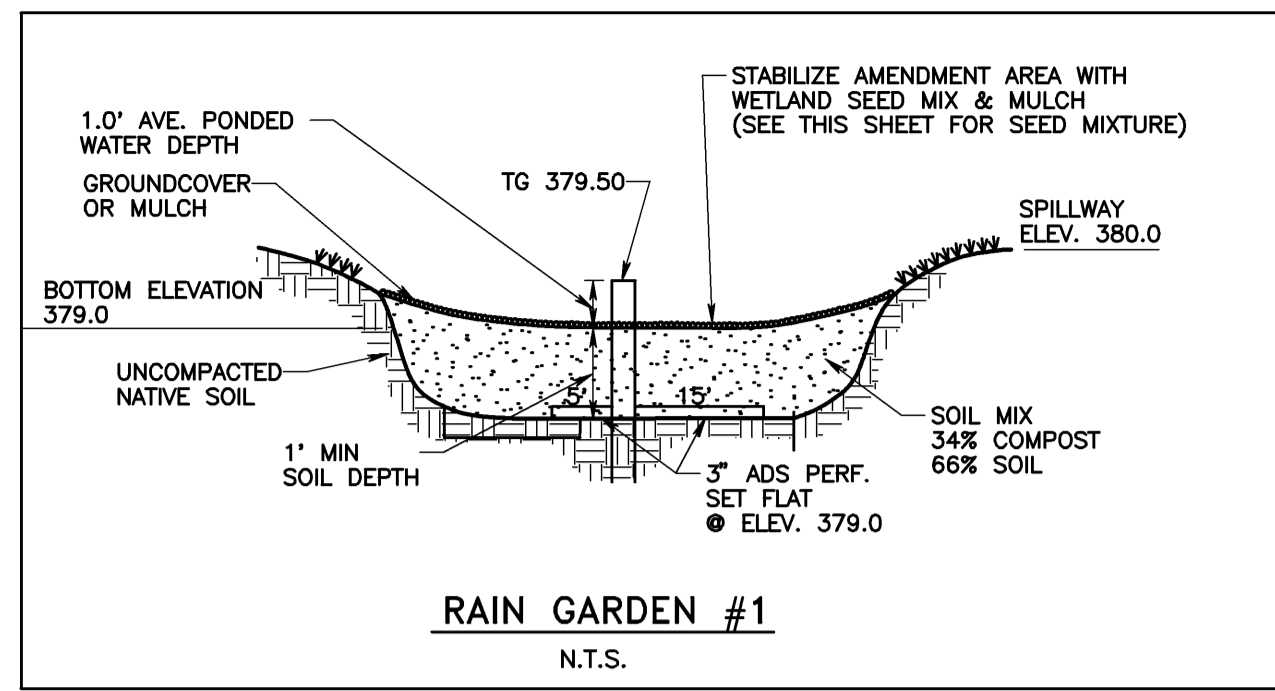 STABILIZE AMENDMENT AREA WITH
WETLAND SEED MIX & MULCH
(SEE THIS SHEET FOR SEED MIXTURE)
1.0' AVE. PONDED
WATER DEPTH
GROUNDCOVER
OR MULCH
TG 379.50
SPILLWAY
ELEV. 380.0
BOTTOM ELEVATION
379.0
UNCOMPACTED
NATIVE SOIL
5'
15'
1' MIN
SOIL DEPTH
3" ADS PERF.
SET FLAT
@ ELEV. 379.0
SOIL MIX
34% COMPOST
66% SOIL
RAIN GARDEN #1
N.T.S.